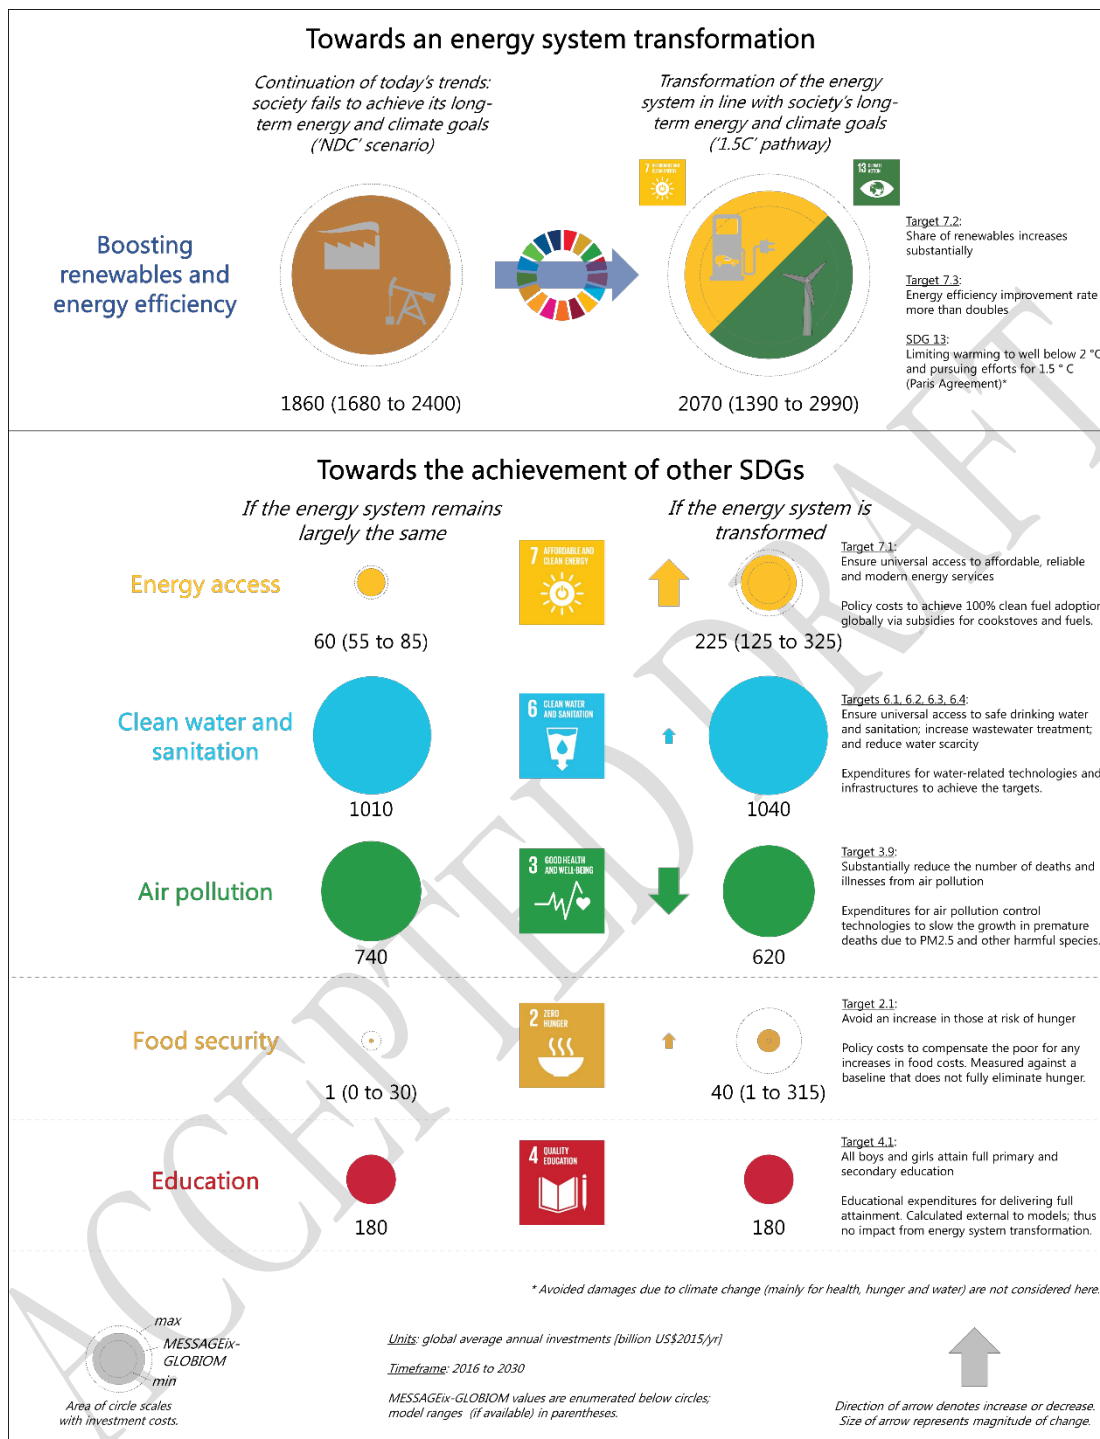 Towards an energy system transformation
Continuation of today's trends:
society fails to achieve its long-
term energy and climate goals
('NDC' scenario)
Transformation of the energy
system in line with society's long-
term energy and climate goals
('1.5C' pathway)
7 AFFORDABLE AND
CLEAN ENERGY
13 CLIMATE
ACTION
Boosting
renewables and
energy efficiency
Target 7.2:
Share of renewables increases
substantially
Target 7.3:
Energy efficiency improvement rate
more than doubles
SDG 13:
Limiting warming to well below 2 °C
and pursuing efforts for 1.5 ° C
(Paris Agreement)*
1860 (1680 to 2400)
2070 (1390 to 2990)
Towards the achievement of other SDGs
If the energy system remains
largely the same
If the energy system is
transformed
Energy access
60 (55 to 85)
7 AFFORDABLE AND
CLEAN ENERGY
225 (125 to 325)
Target 7.1:
Ensure universal access to affordable, reliable
and modern energy services
Policy costs to achieve 100% clean fuel adoption
globally via subsidies for cookstoves and fuels.
Clean water and
sanitation
1010
6 CLEAN WATER
AND SANITATION
1040
Targets 6.1, 6.2, 6.3, 6.4:
Ensure universal access to safe drinking water
and sanitation; increase wastewater treatment;
and reduce water scarcity
Expenditures for water-related technologies and
infrastructures to achieve the targets.
Air pollution
740
3 GOOD HEALTH
AND WELL-BEING
620
Target 3.9:
Substantially reduce the number of deaths and
illnesses from air pollution
Expenditures for air pollution control
technologies to slow the growth in premature
deaths due to PM2.5 and other harmful species.
Food security
1 (0 to 30)
2 ZERO
HUNGER
40 (1 to 315)
Target 2.1:
Avoid an increase in those at risk of hunger
Policy costs to compensate the poor for any
increases in food costs. Measured against a
baseline that does not fully eliminate hunger.
Education
180
4 QUALITY
EDUCATION
180
Target 4.1:
All boys and girls attain full primary and
secondary education
Educational expenditures for delivering full
attainment. Calculated external to models; thus
no impact from energy system transformation.
* Avoided damages due to climate change (mainly for health, hunger and water) are not considered here.
max
MESSAGEix-
GLOBIOM
min
Area of circle scales
with investment costs.
Units: global average annual investments [billion US$2015/yr]
Timeframe: 2016 to 2030
MESSAGEix-GLOBIOM values are enumerated below circles;
model ranges (if available) in parentheses.
Direction of arrow denotes increase or decrease.
Size of arrow represents magnitude of change.
ACCEPTED DRAFT